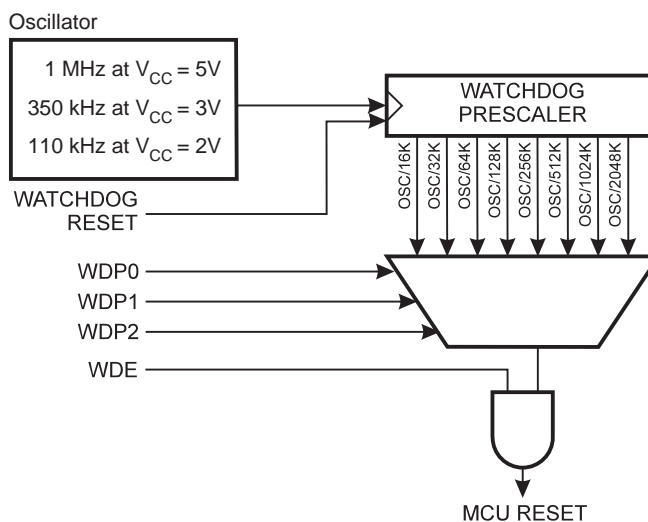 Oscillator
1 MHz at VCC = 5V
350 kHz at VCC = 3V
110 kHz at VCC = 2V
WATCHDOG
PRESCALER
OSC/16K
OSC/32K
OSC/64K
OSC/128K
OSC/256K
OSC/512K
OSC/1024K
OSC/2048K
WATCHDOG
RESET
WDP0
WDP1
WDP2
WDE
MCU RESET